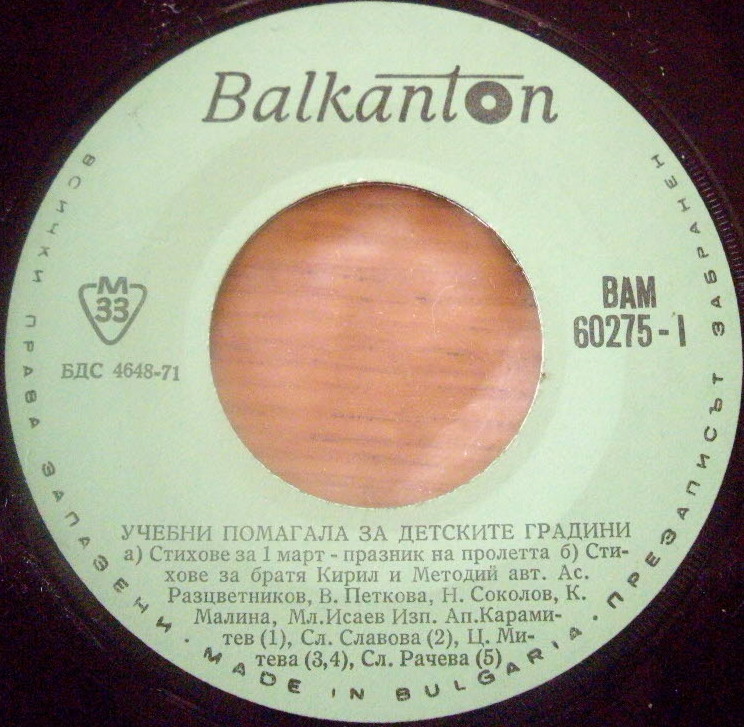 Balkanton
ВСИЧКИ ПРАВА ЗАПАЗЕНИ · MADE IN BULGARIA · ПРЕЗАПИСЪТ ЗАБРАНЕН
М
33
БДС 4648-71
ВАМ
60275-I
УЧЕБНИ ПОМАГАЛА ЗА ДЕТСКИТЕ ГРАДИНИ
а) Стихове за 1 март - празник на пролетта б) Сти-
хове за братя Кирил и Методий авт. Ас.
Разцветников, В. Петкова, Н. Соколов, К.
Малина, Мл.Исаев Изп. Ап.Карами-
тев (1), Сл. Славова (2), Ц. Ми-
тева (3,4), Сл. Рачева (5)